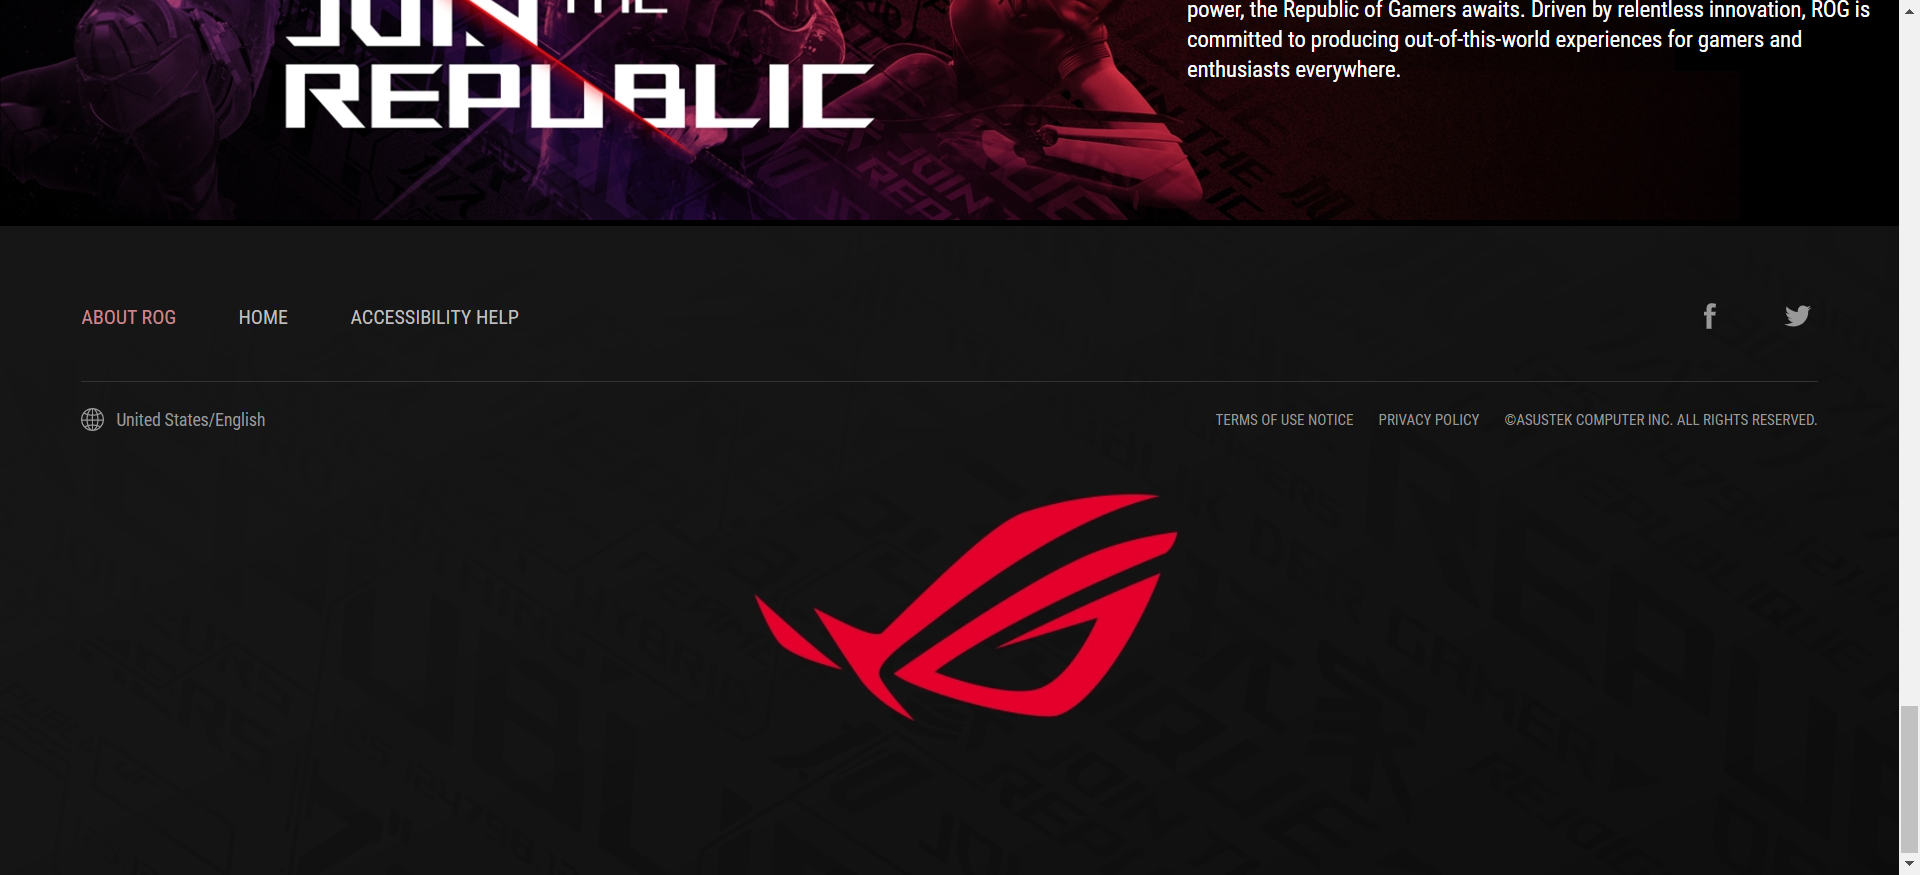 JOIN THE
REPUBLIC
power, the Republic of Gamers awaits. Driven by relentless innovation, ROG is
committed to producing out-of-this-world experiences for gamers and
enthusiasts everywhere.
ABOUT ROG
HOME
ACCESSIBILITY HELP
United States/English
TERMS OF USE NOTICE
PRIVACY POLICY
©ASUSTEK COMPUTER INC. ALL RIGHTS RESERVED.